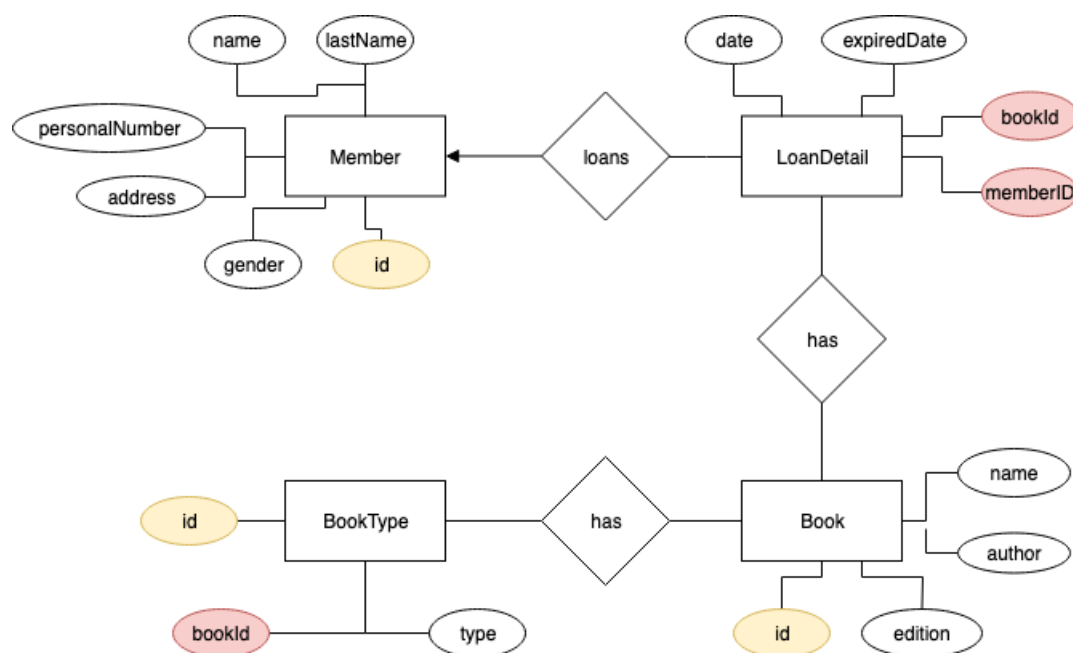 name
lastName
date
expiredDate
personalNumber
bookId
Member
loans
LoanDetail
address
memberID
gender
id
has
name
id
BookType
has
Book
author
bookId
type
id
edition